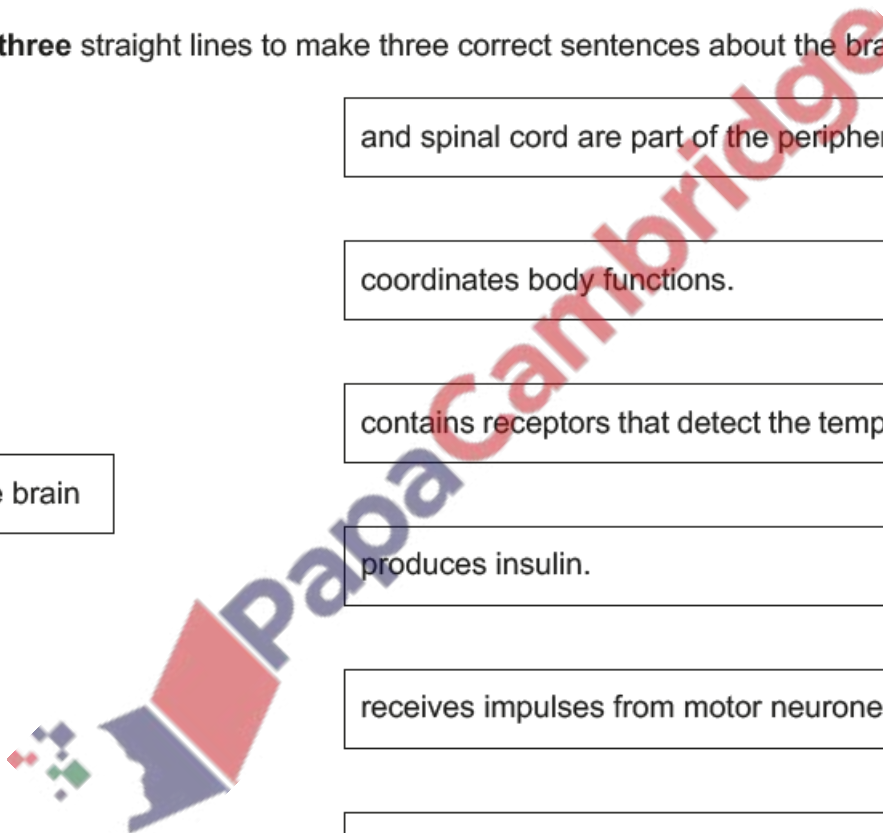 three straight lines to make three correct sentences about the bra
and spinal cord are part of the periphe
coordinates body functions.
contains receptors that detect the temp
brain
produces insulin.
receives impulses from motor neurone
PapaCambridge